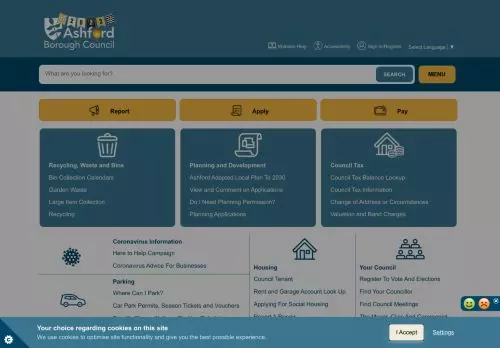 Ashford
Borough Council
Website Help
Accessibility
Sign In/Register
Select Language
What are you looking for?
SEARCH
MENU
Report
Apply
Pay
Recycling, Waste and Bins
Bin Collection Calendars
Garden Waste
Large Item Collection
Recycling
Planning and Development
Ashford Adopted Local Plan To 2030
View and Comment on Applications
Do I Need Planning Permission?
Planning Applications
Council Tax
Council Tax Balance Lookup
Council Tax Information
Change of Address or Circumstances
Valuation and Band Charges
Coronavirus Information
Here to Help Campaign
Coronavirus Advice For Businesses
Parking
Where Can I Park?
Car Park Permits, Season Tickets and Vouchers
Housing
Council Tenant
Rent and Garage Account Look Up
Applying For Social Housing
Your Council
Register To Vote And Elections
Find Your Councillor
Find Council Meetings
Your choice regarding cookies on this site
We use cookies to optimise site functionality and give you the best possible experience.
I Accept
Settings